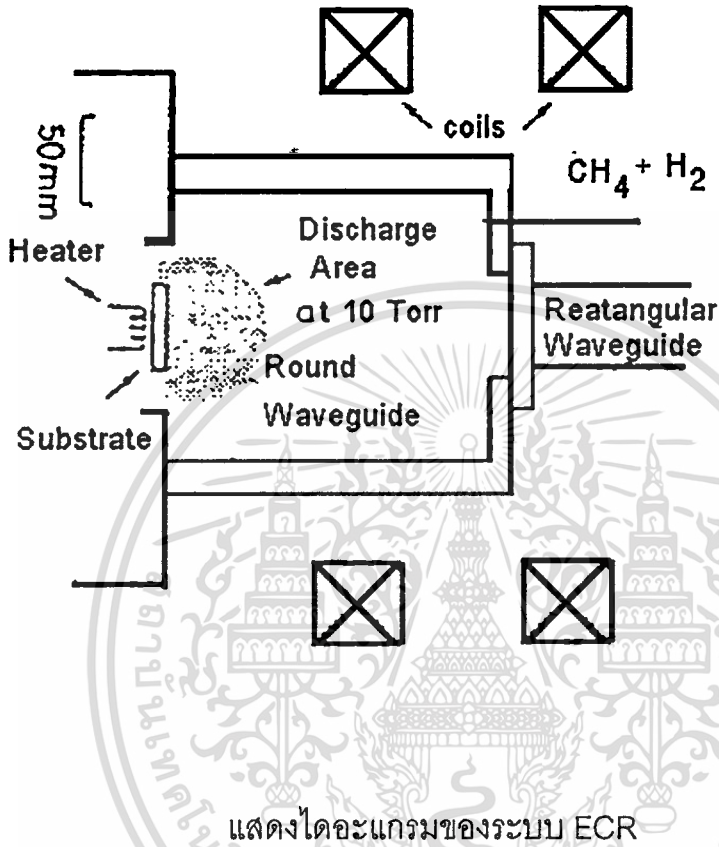 coils
CH4 + H2
50mm
Discharge
Heater
Area
at 10 Torr
Reatangular
Waveguide
Round
Waveguide
Substrate
แสดงไดอะแกรมของระบบ ECR